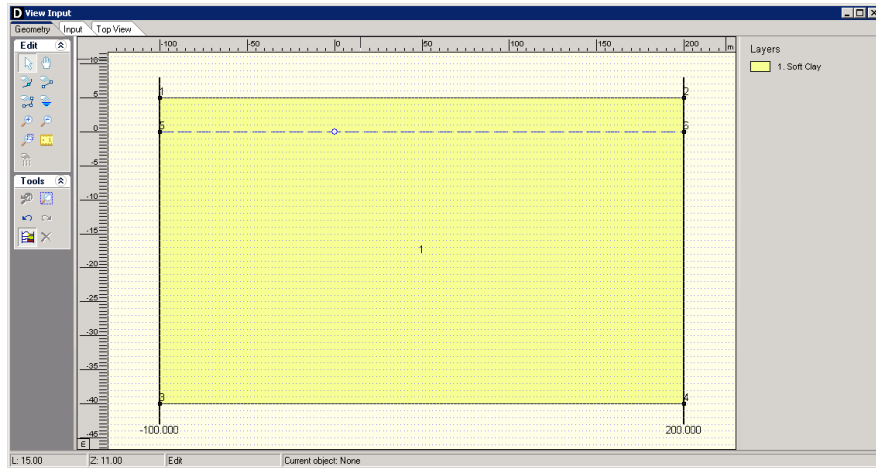 D View Input
Geometry Input Top View
Edit
Tools
-100 -50 0 50 100 150 200 m
10
5
0
-5
-10
-15
-20
-25
-30
-35
-40
-45
1 2
5 6
1
3 4
-100.000 200.000
E
Layers
1. Soft Clay
L: 15.00 Z: 11.00 Edit Current object: None